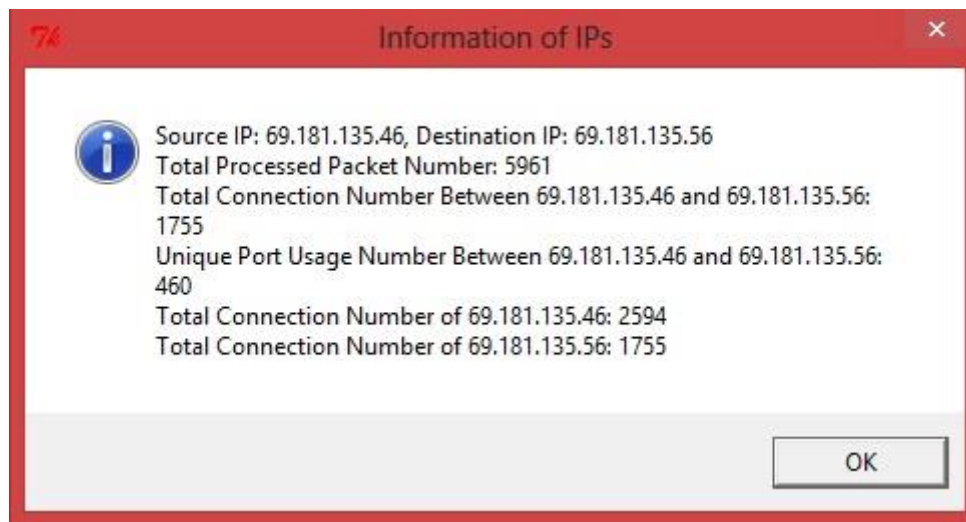 Information of IPs
Source IP: 69.181.135.46, Destination IP: 69.181.135.56
Total Processed Packet Number: 5961
Total Connection Number Between 69.181.135.46 and 69.181.135.56:
1755
Unique Port Usage Number Between 69.181.135.46 and 69.181.135.56:
460
Total Connection Number of 69.181.135.46: 2594
Total Connection Number of 69.181.135.56: 1755
OK